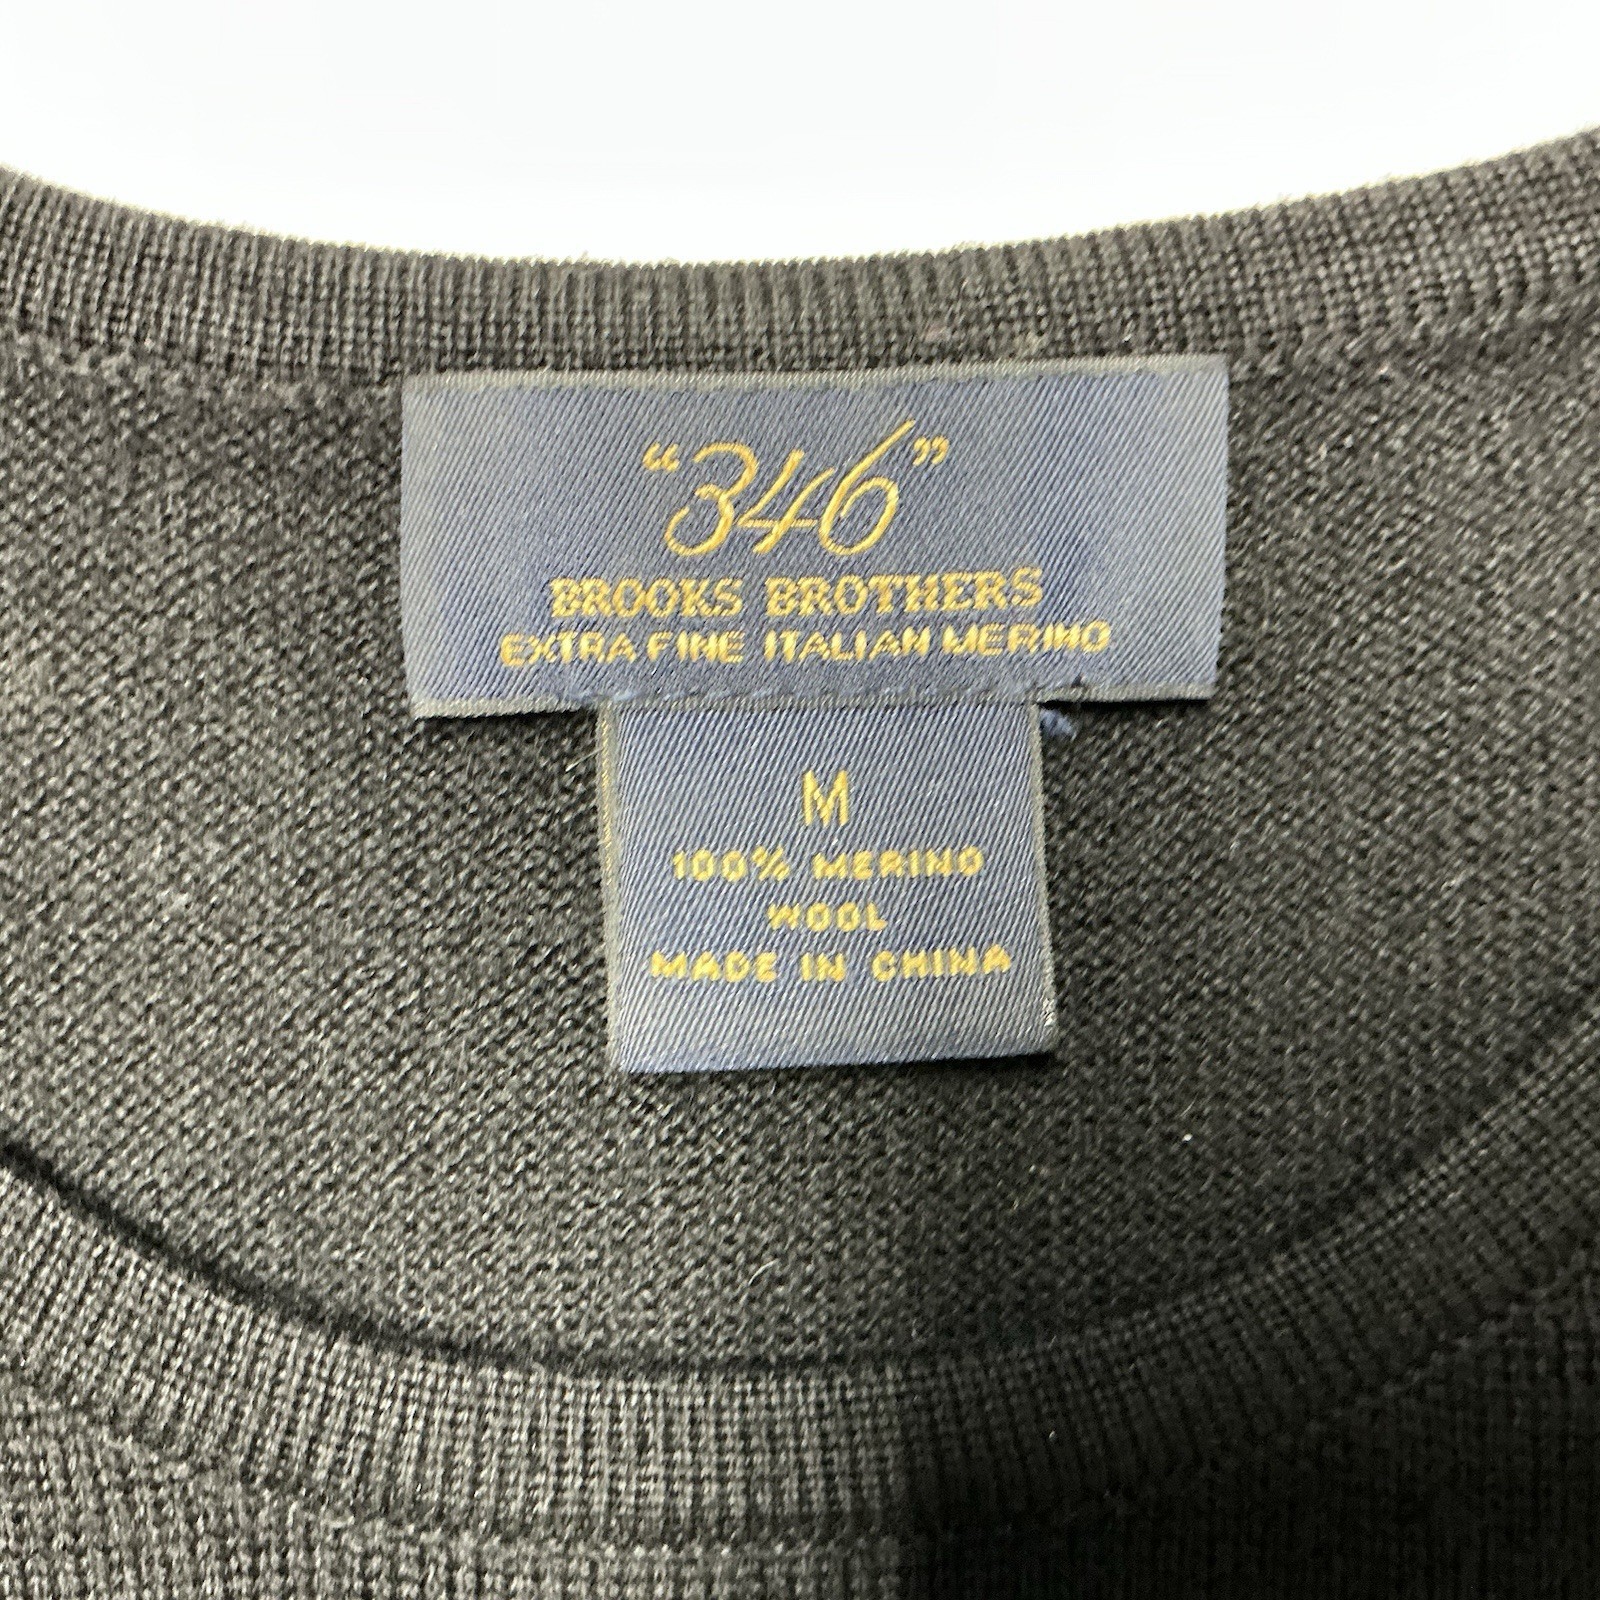 “346”
BROOKS BROTHERS
EXTRA FINE ITALIAN MERINO
M
100% MERINO
WOOL
MADE IN CHINA